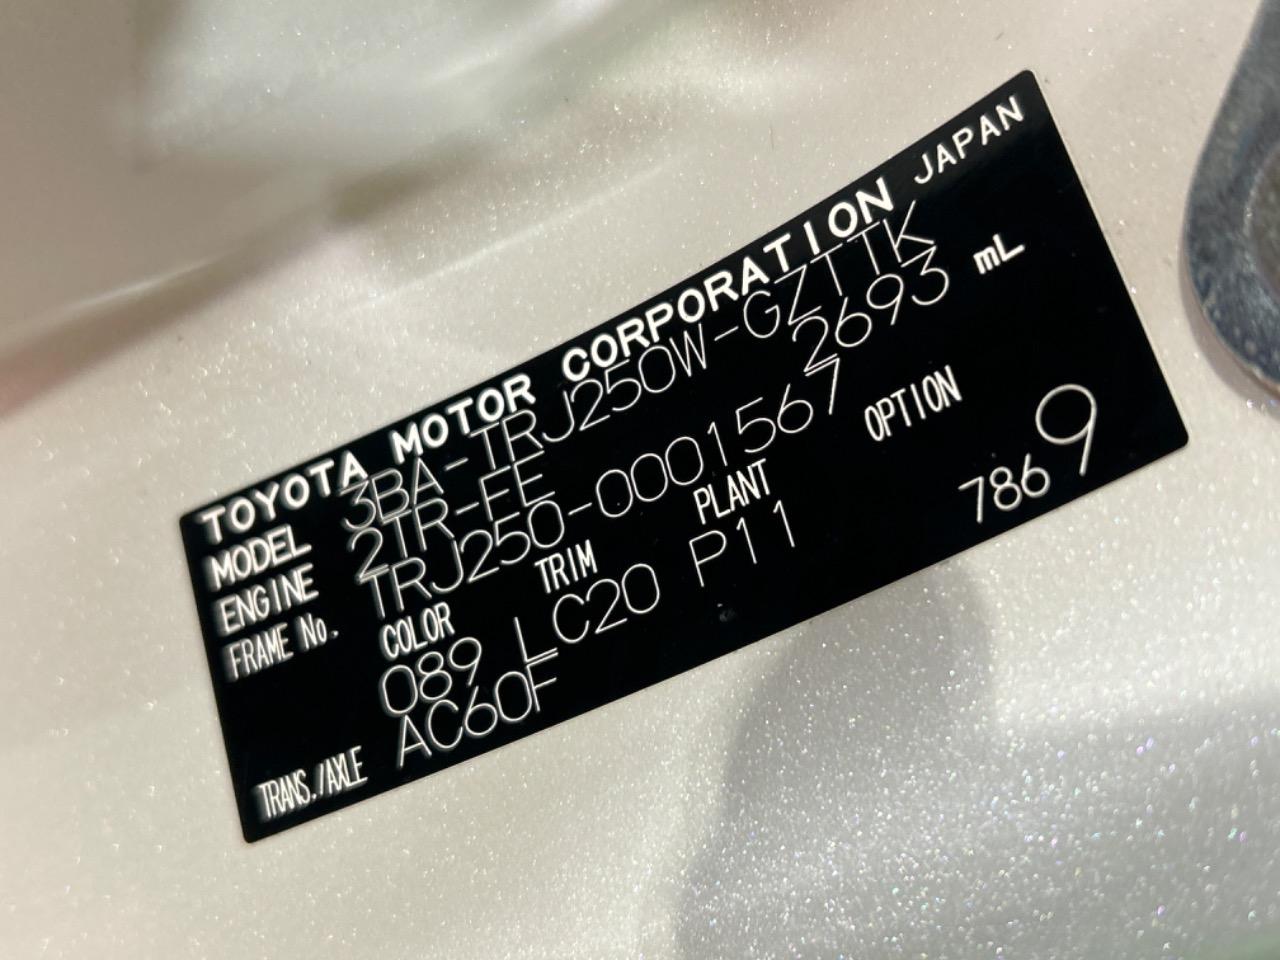 TOYOTA MOTOR CORPORATION JAPAN
MODEL 3BA-TRJ250W-GZTTK
ENGINE 2TR-FE 2693 mL
FRAME No. TRJ250-0001567
COLOR TRIM PLANT OPTION
089 LC20 P11 786 9
TRANS./AXLE AC60F